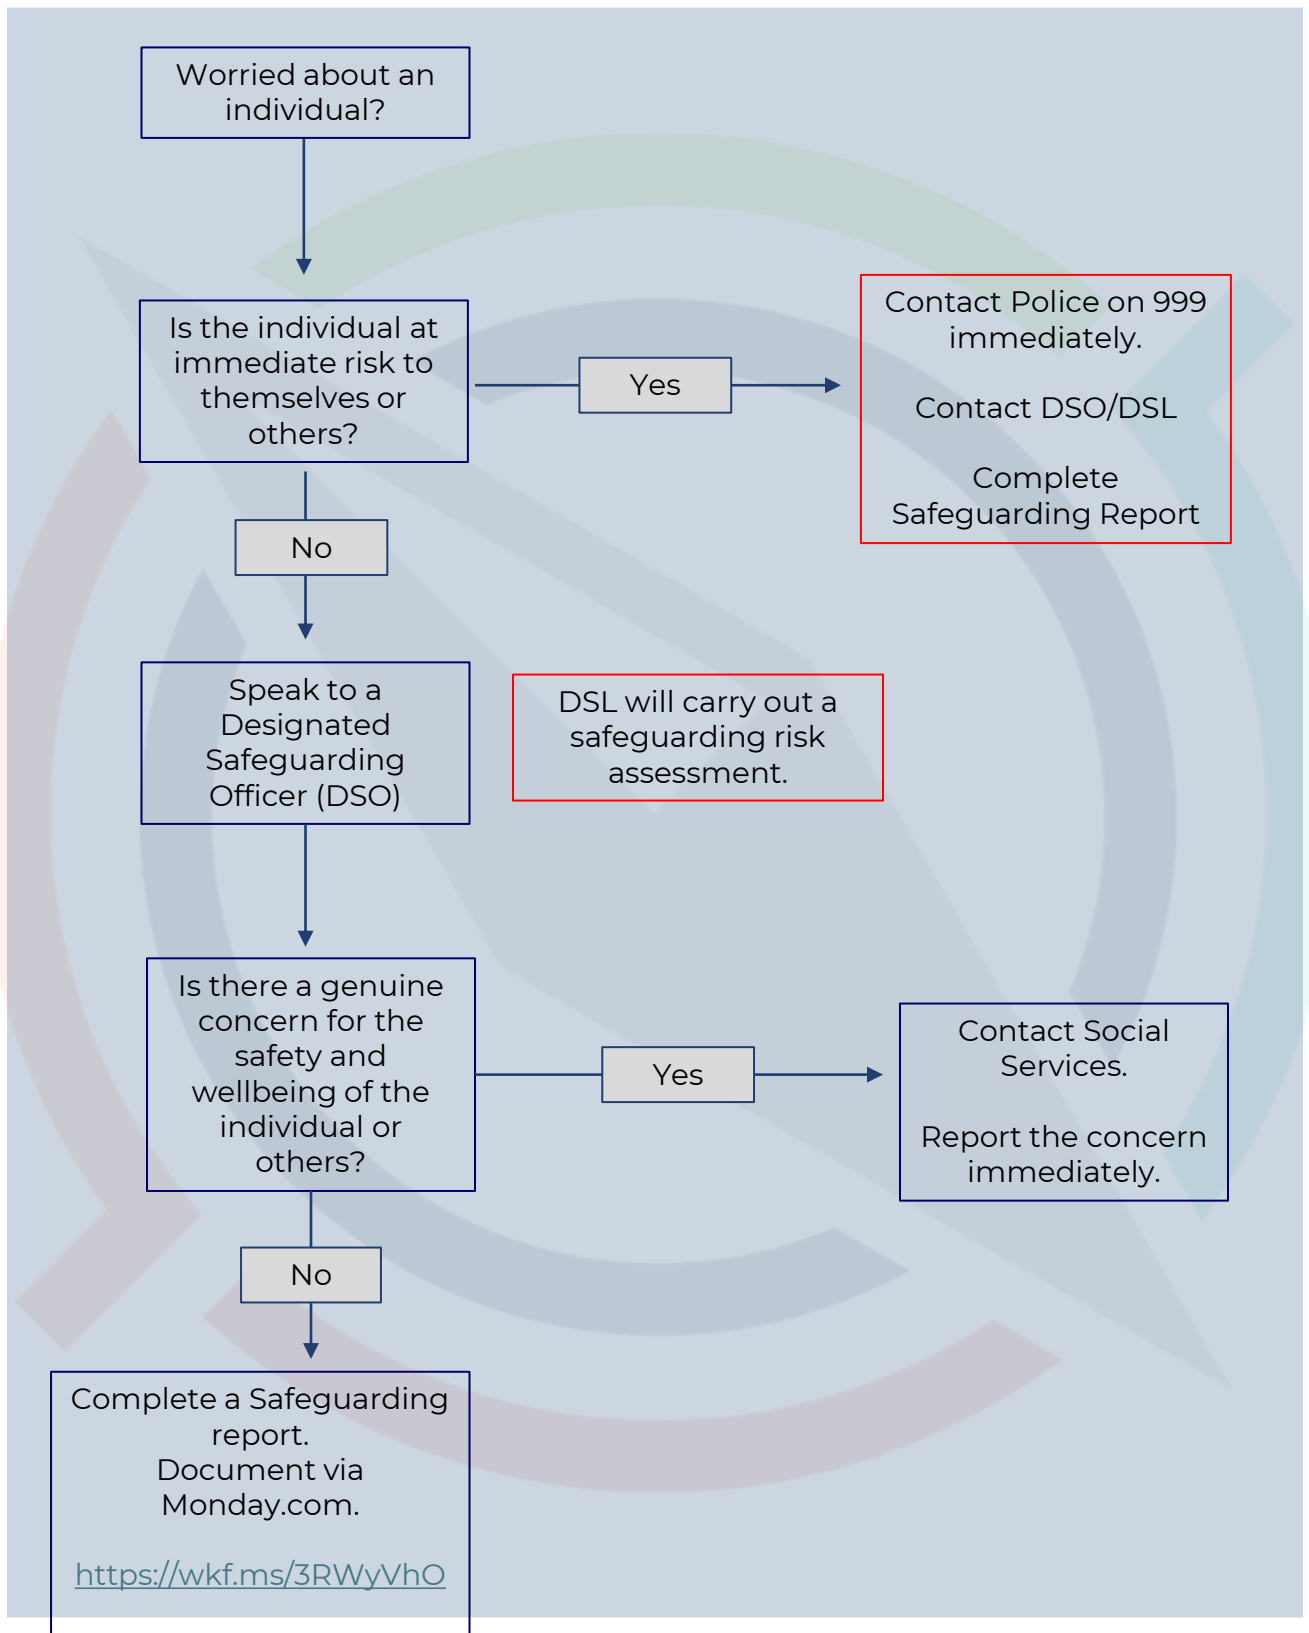 Worried about an
individual?
Is the individual at
immediate risk to
themselves or
others?
Yes
Contact Police on 999
immediately.
Contact DSO/DSL
Complete
Safeguarding Report
No
Speak to a
Designated
Safeguarding
Officer (DSO)
DSL will carry out a
safeguarding risk
assessment.
Is there a genuine
concern for the
safety and
wellbeing of the
individual or
others?
Yes
Contact Social
Services.
Report the concern
immediately.
No
Complete a Safeguarding
report.
Document via
Monday.com.
https://wkf.ms/3RWyVhO